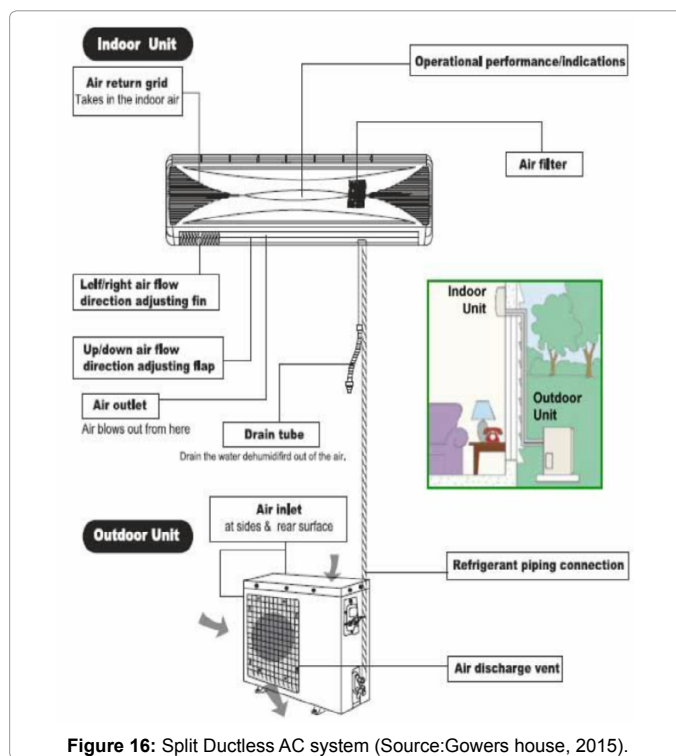 Indoor Unit
Air return grid
Takes in the indoor air
Operational performance/indications
Air filter
Lelf/right air flow
direction adjusting fin
Up/down air flow
direction adjusting flap
Air outlet
Air blows out from here
Drain tube
Drain the water dehumidifird out of the air.
Indoor
Unit
Outdoor
Unit
Air inlet
at sides & rear surface
Outdoor Unit
Refrigerant piping connection
Air discharge vent
Figure 16: Split Ductless AC system (Source:Gowers house, 2015).